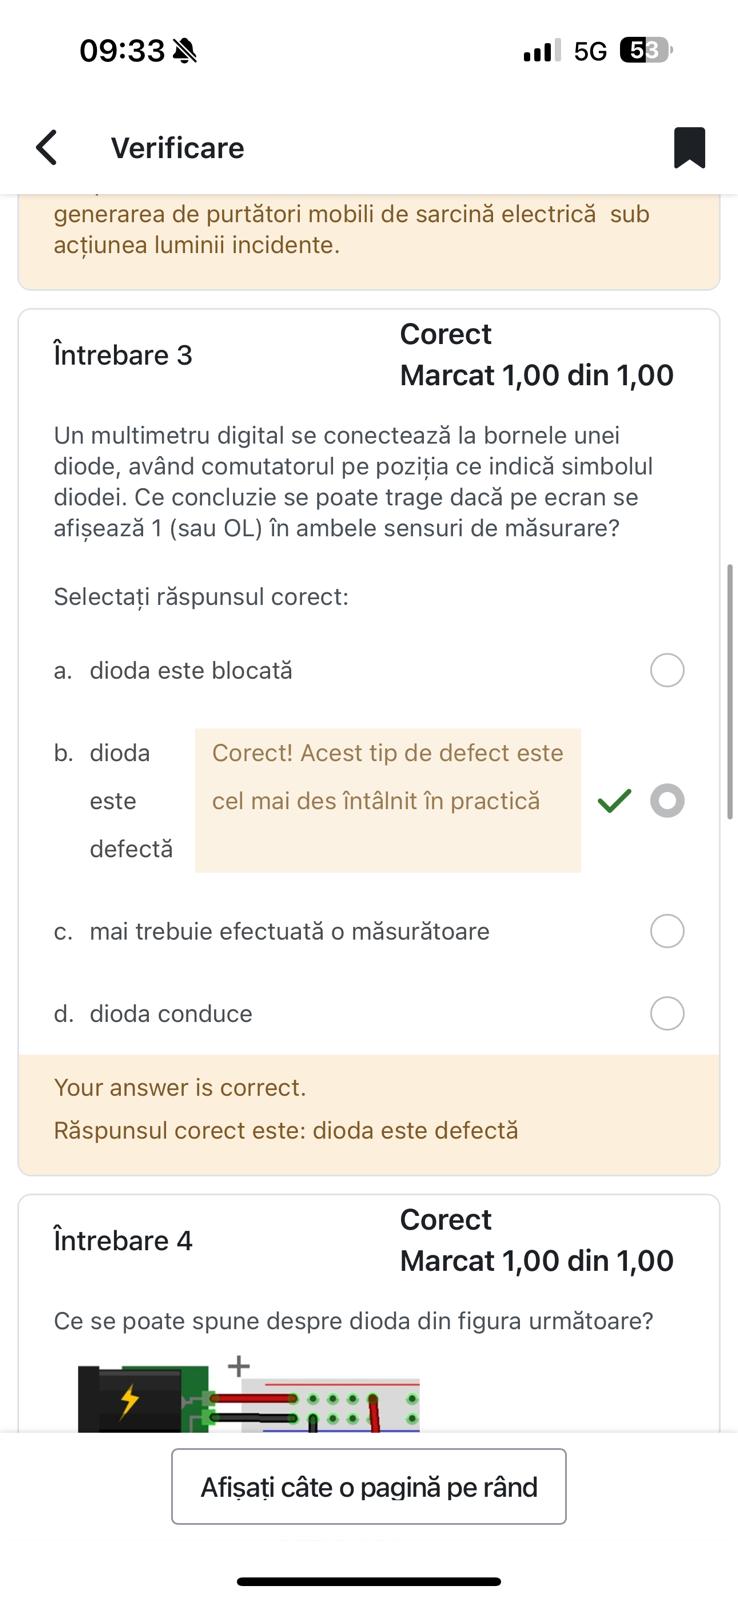 09:33
5G 53
Verificare
generarea de purtători mobili de sarcină electrică sub
acțiunea luminii incidente.
Întrebare 3
Corect
Marcat 1,00 din 1,00
Un multimetru digital se conectează la bornele unei
diode, având comutatorul pe poziția ce indică simbolul
diodei. Ce concluzie se poate trage dacă pe ecran se
afișează 1 (sau OL) în ambele sensuri de măsurare?
Selectați răspunsul corect:
a. dioda este blocată
b. dioda
este
defectă
Corect! Acest tip de defect este
cel mai des întâlnit în practică
c. mai trebuie efectuată o măsurătoare
d. dioda conduce
Your answer is correct.
Răspunsul corect este: dioda este defectă
Întrebare 4
Corect
Marcat 1,00 din 1,00
Ce se poate spune despre dioda din figura următoare?
+
Afișați câte o pagină pe rând